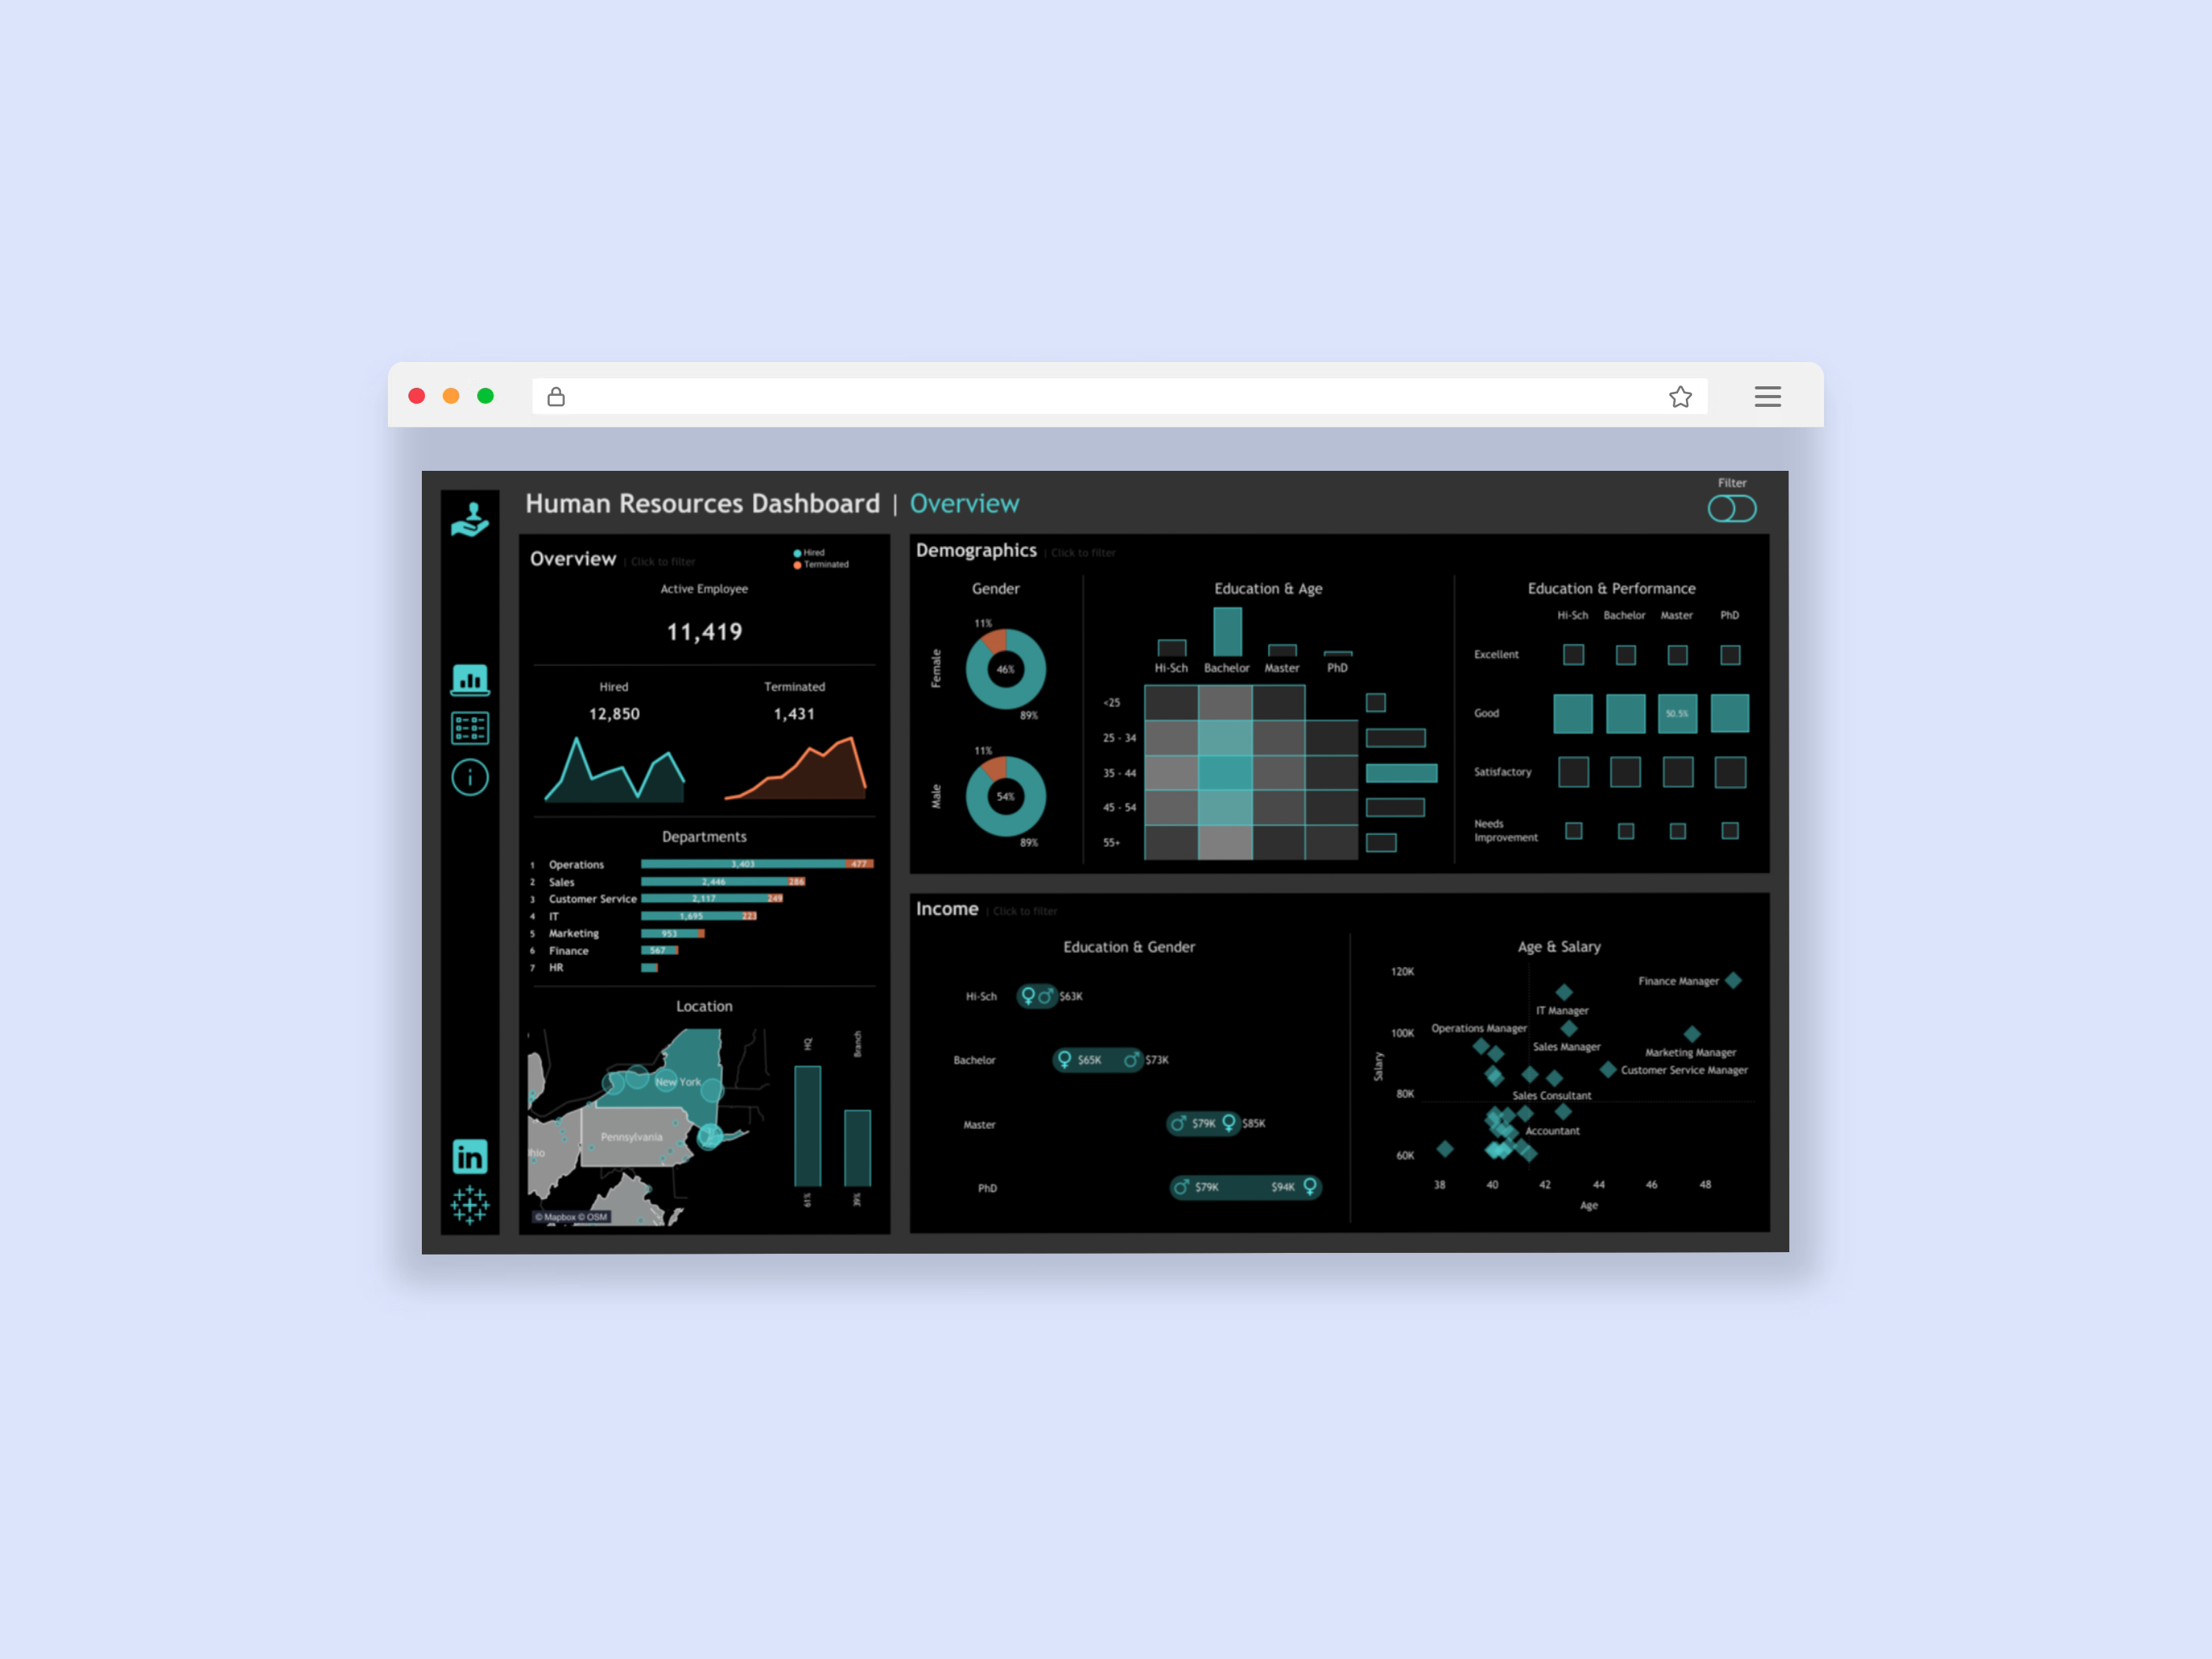 Human Resources Dashboard | Overview
Filter
Overview | Click to filter
Hired
Terminated
Active Employee
11,419
Hired
Terminated
12,850
1,431
Departments
1 Operations 3,403 477
2 Sales 2,446 286
3 Customer Service 2,117 249
4 IT 1,695 223
5 Marketing 953
6 Finance 567
7 HR
Location
HQ
Branch
New York
Pennsylvania
hio
61%
39%
© Mapbox © OSM
in
Demographics | Click to filter
Gender
Female
11%
46%
89%
Male
11%
54%
89%
Education & Age
Hi-Sch Bachelor Master PhD
<25
25 - 34
35 - 44
45 - 54
55+
Education & Performance
Hi-Sch Bachelor Master PhD
Excellent
Good 50.5%
Satisfactory
Needs
Improvement
Income | Click to filter
Education & Gender
Hi-Sch $63K
Bachelor $65K $73K
Master $79K $85K
PhD $79K $94K
Age & Salary
120K
Finance Manager
IT Manager
100K
Operations Manager
Sales Manager
Marketing Manager
Customer Service Manager
Salary
80K
Sales Consultant
Accountant
60K
38 40 42 44 46 48
Age